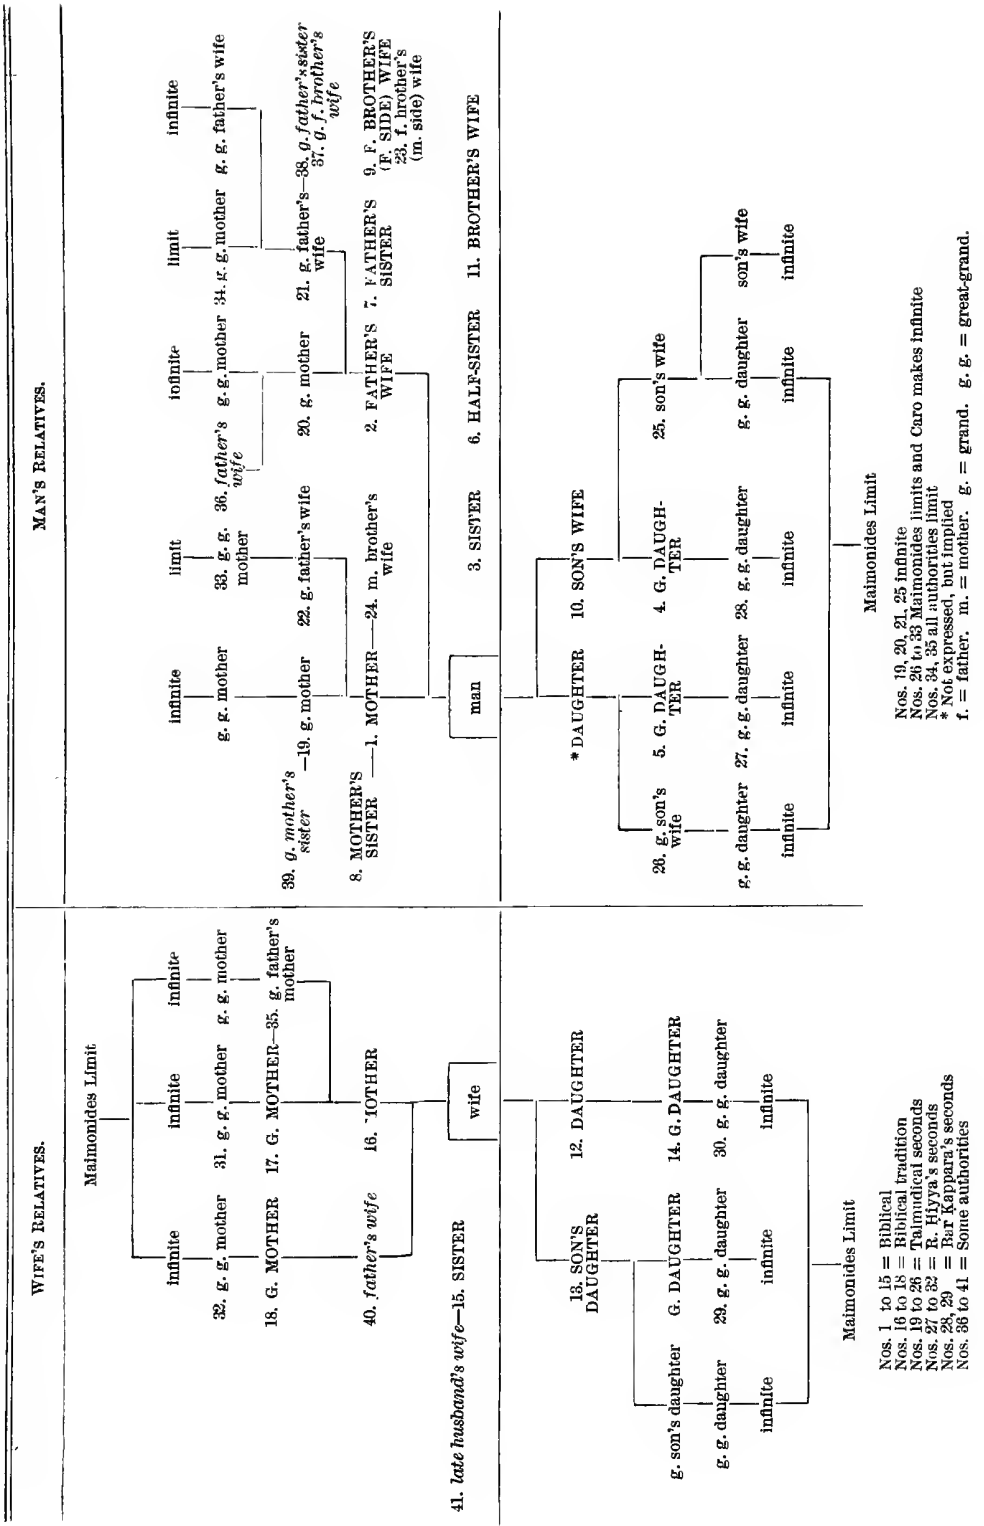 WIFE'S RELATIVES.
Maimonides Limit
infinite infinite infinite
32. g. g. mother 31. g. g. mother g. g. mother
18. G. MOTHER 17. G. MOTHER—35. g. father's
mother
40. father's wife 16. MOTHER
41. late husband's wife—15. SISTER wife
13. SON'S
DAUGHTER
12. DAUGHTER
g. son's daughter G. DAUGHTER 14. G. DAUGHTER
g. g. daughter 29. g. g. daughter 30. g. g. daughter
infinite infinite infinite
Maimonides Limit
Nos. 1 to 15 = Biblical
Nos. 16 to 18 = Biblical tradition
Nos. 19 to 26 = Talmudical seconds
Nos. 27 to 32 = R. Hiyya's seconds
Nos. 28, 29 = Bar Kappara's seconds
Nos. 36 to 41 = Some authorities
MAN'S RELATIVES.
infinite limit infinite limit infinite
g. g. mother 33. g. g.
mother
36. father's
wife
g. g. mother 34. g. g. mother g. g. father's wife
39. g. mother's
sister
—19. g. mother 22. g. father's wife 20. g. mother 21. g. father's—38. g. father's sister
wife
37. g. f. brother's
wife
8. MOTHER'S
SISTER
—1. MOTHER—24. m. brother's
wife
2. FATHER'S
WIFE
7. FATHER'S
SISTER
9. F. BROTHER'S
(F. SIDE) WIFE
23. f. brother's
(m. side) wife
man 3. SISTER 6. HALF-SISTER 11. BROTHER'S WIFE
*DAUGHTER 10. SON'S WIFE
26. g. son's
wife
5. G. DAUGH-
TER
4. G. DAUGH-
TER
25. son's wife
g. g. daughter 27. g. g. daughter 28. g. g. daughter g. g. daughter son's wife
infinite infinite infinite infinite infinite
Maimonides Limit
Nos. 19, 20, 21, 25 infinite
Nos. 26 to 33 Maimonides limits and Caro makes infinite
Nos. 34, 35 all authorities limit
* Not expressed, but implied
f. = father. m. = mother. g. = grand. g. g. = great-grand.